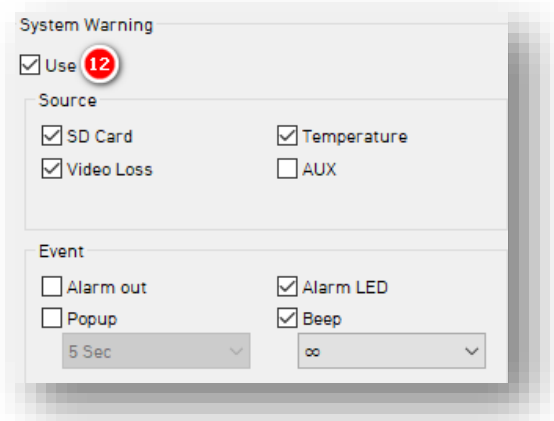 System Warning
Use 12
Source
SD Card Temperature
Video Loss AUX
Event
Alarm out Alarm LED
Popup Beep
5 Sec ∞